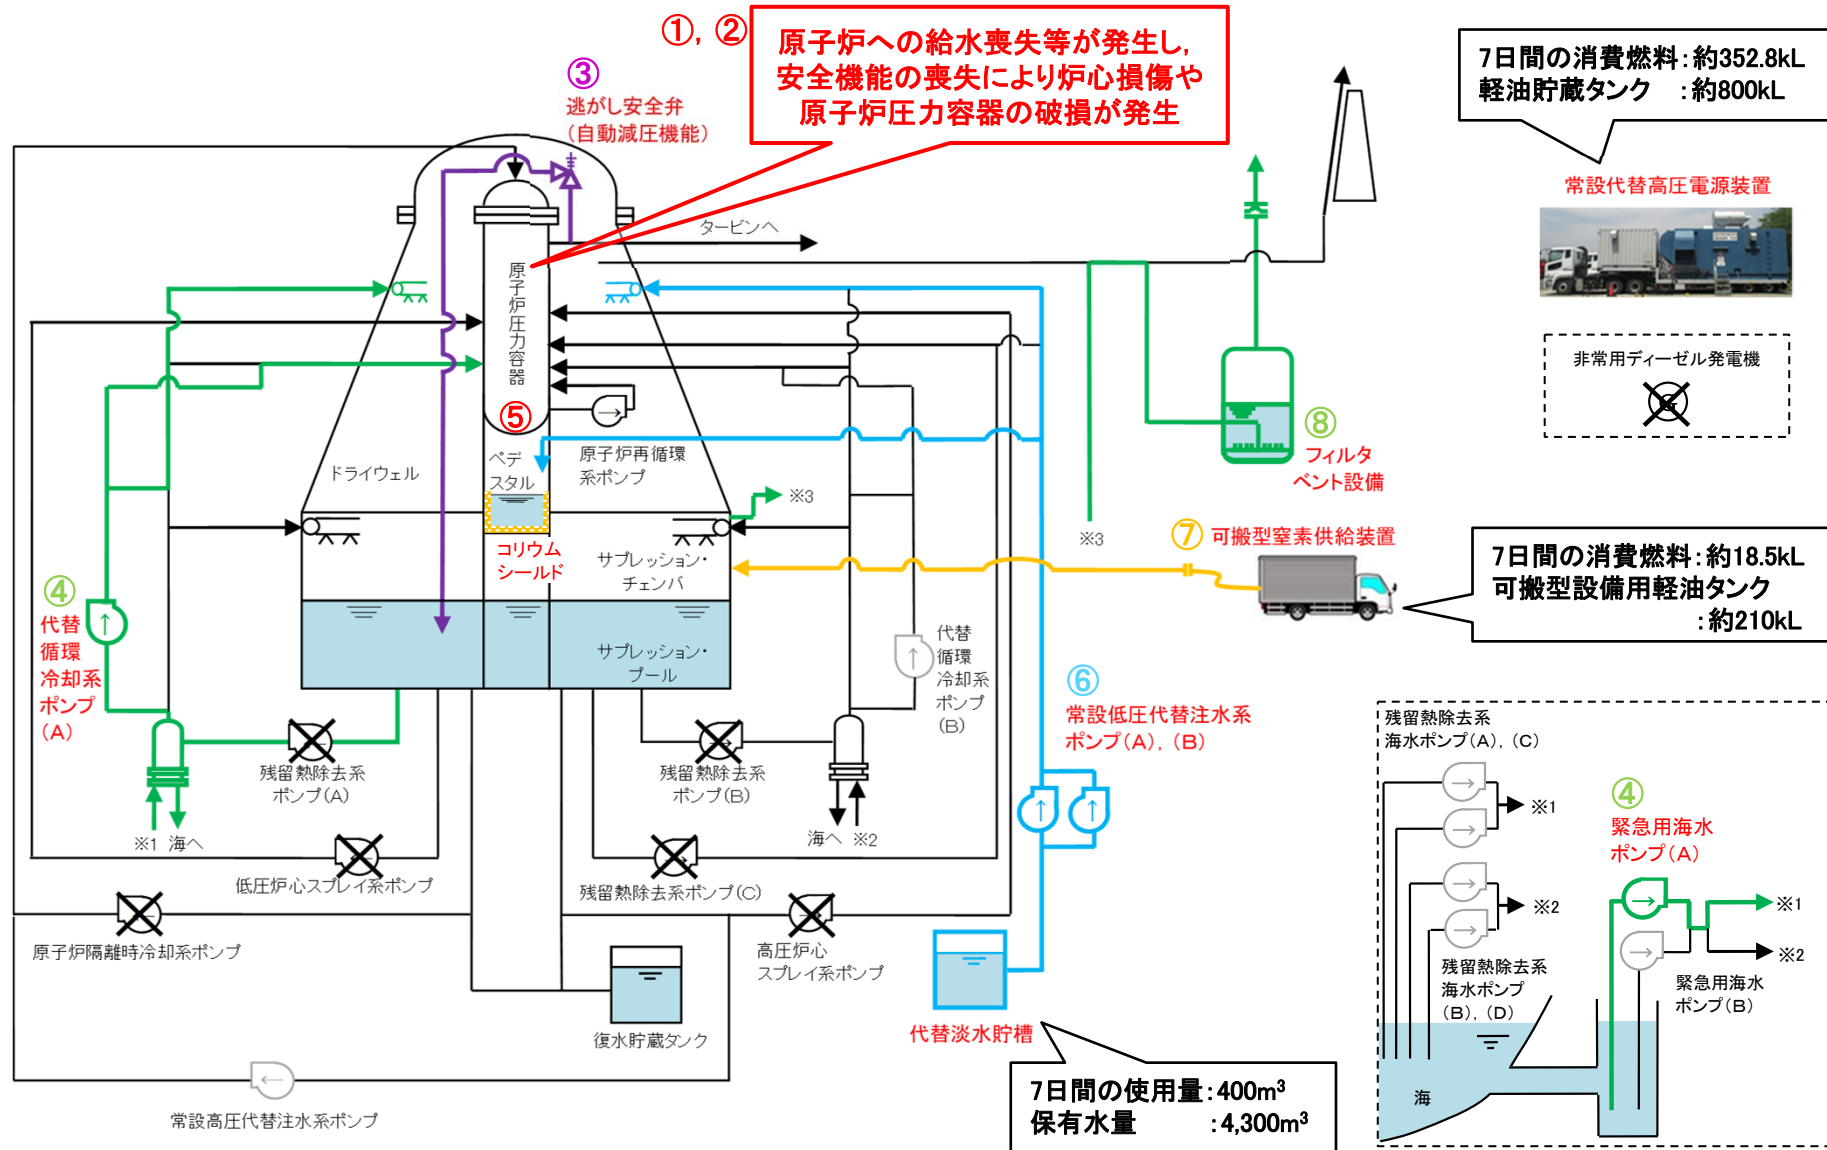 ①, ②
原子炉への給水喪失等が発生し,
安全機能の喪失により炉心損傷や
原子炉圧力容器の破損が発生
7日間の消費燃料：約352.8kL
軽油貯蔵タンク ：約800kL
③
逃がし安全弁
（自動減圧機能）
常設代替高圧電源装置
タービンへ
原子炉圧力容器
非常用ディーゼル発電機
G
⑤
⑧
フィルタ
ベント設備
ドライウェル
ペデ
スタル
原子炉再循環
系ポンプ
※3
※3
⑦ 可搬型窒素供給装置
コリウム
シールド
サプレッション・
チェンバ
7日間の消費燃料：約18.5kL
可搬型設備用軽油タンク
：約210kL
④
代替
循環
冷却系
ポンプ
(A)
サプレッション・
プール
代替
循環
冷却系
ポンプ
(B)
⑥
常設低圧代替注水系
ポンプ(A), (B)
残留熱除去系
ポンプ(A)
残留熱除去系
ポンプ(B)
※1 海へ
海へ ※2
残留熱除去系
海水ポンプ(A), (C)
※1
④
緊急用海水
ポンプ(A)
低圧炉心スプレイ系ポンプ
残留熱除去系ポンプ(C)
※2
※1
原子炉隔離時冷却系ポンプ
高圧炉心
スプレイ系ポンプ
※2
残留熱除去系
海水ポンプ
(B), (D)
緊急用海水
ポンプ(B)
復水貯蔵タンク
代替淡水貯槽
7日間の使用量：400m³
保有水量 ：4,300m³
海
常設高圧代替注水系ポンプ